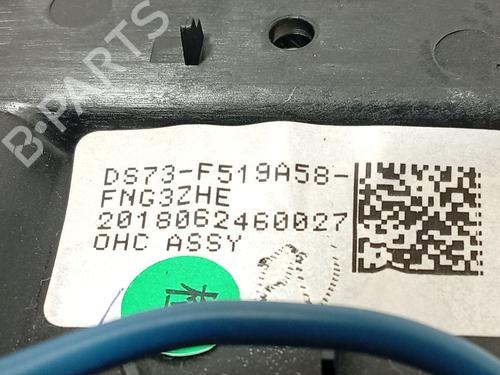 B-PARTS
DS73-F519A58-
FNG3ZHE
2018062460027
OHC ASSY